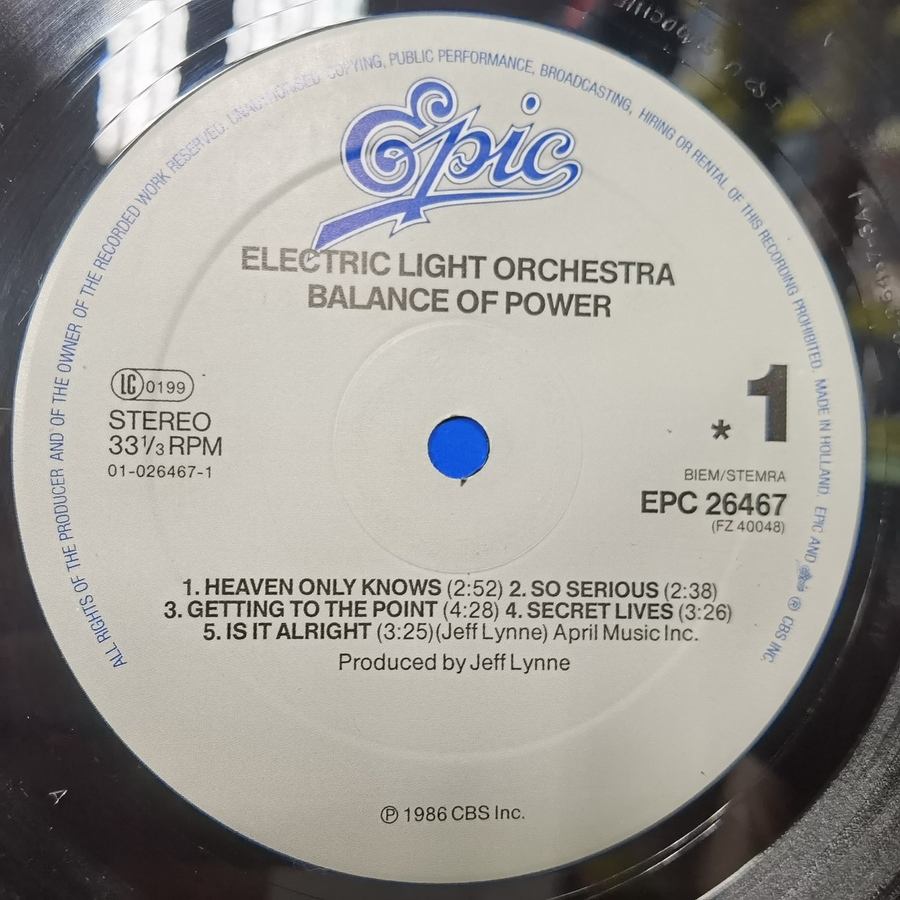 ALL RIGHTS OF THE PRODUCER AND OF THE OWNER OF THE RECORDED WORK RESERVED. UNAUTHORISED COPYING, PUBLIC PERFORMANCE, BROADCASTING, HIRING OR RENTAL OF THIS RECORDING PROHIBITED. MADE IN HOLLAND. EPIC AND ℗ CBS INC.
Epic
ELECTRIC LIGHT ORCHESTRA
BALANCE OF POWER
LC 0199
STEREO
33⅓ RPM
01-026467-1
* 1
BIEM/STEMRA
EPC 26467
(FZ 40048)
1. HEAVEN ONLY KNOWS (2:52) 2. SO SERIOUS (2:38)
3. GETTING TO THE POINT (4:28) 4. SECRET LIVES (3:26)
5. IS IT ALRIGHT (3:25)(Jeff Lynne) April Music Inc.
Produced by Jeff Lynne
℗ 1986 CBS Inc.
A